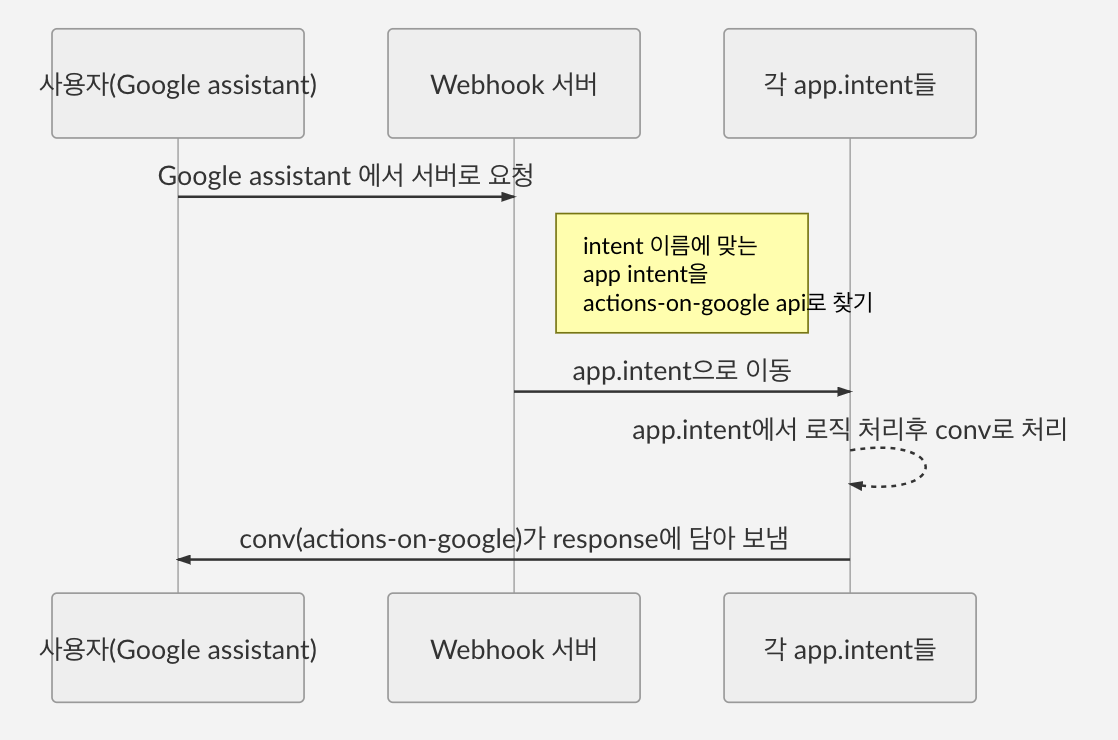 사용자(Google assistant)
Webhook 서버
각 app.intent들
Google assistant 에서 서버로 요청
intent 이름에 맞는
app intent을
actions-on-google api로 찾기
app.intent으로 이동
app.intent에서 로직 처리후 conv로 처리
conv(actions-on-google)가 response에 담아 보냄
사용자(Google assistant)
Webhook 서버
각 app.intent들